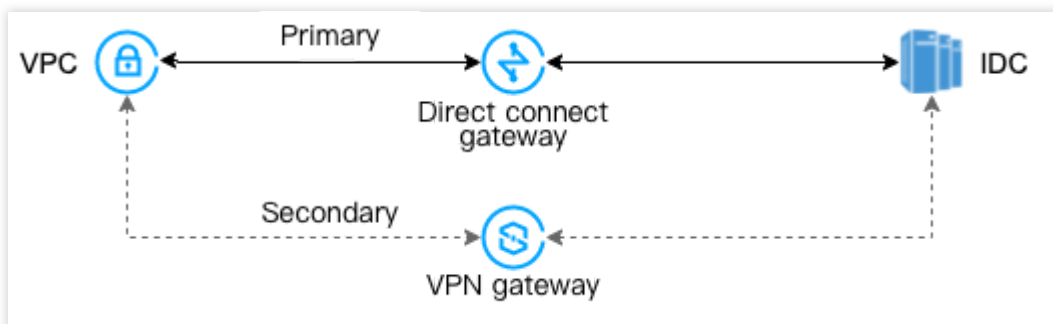 Primary
VPC
IDC
Direct connect
gateway
Secondary
VPN gateway